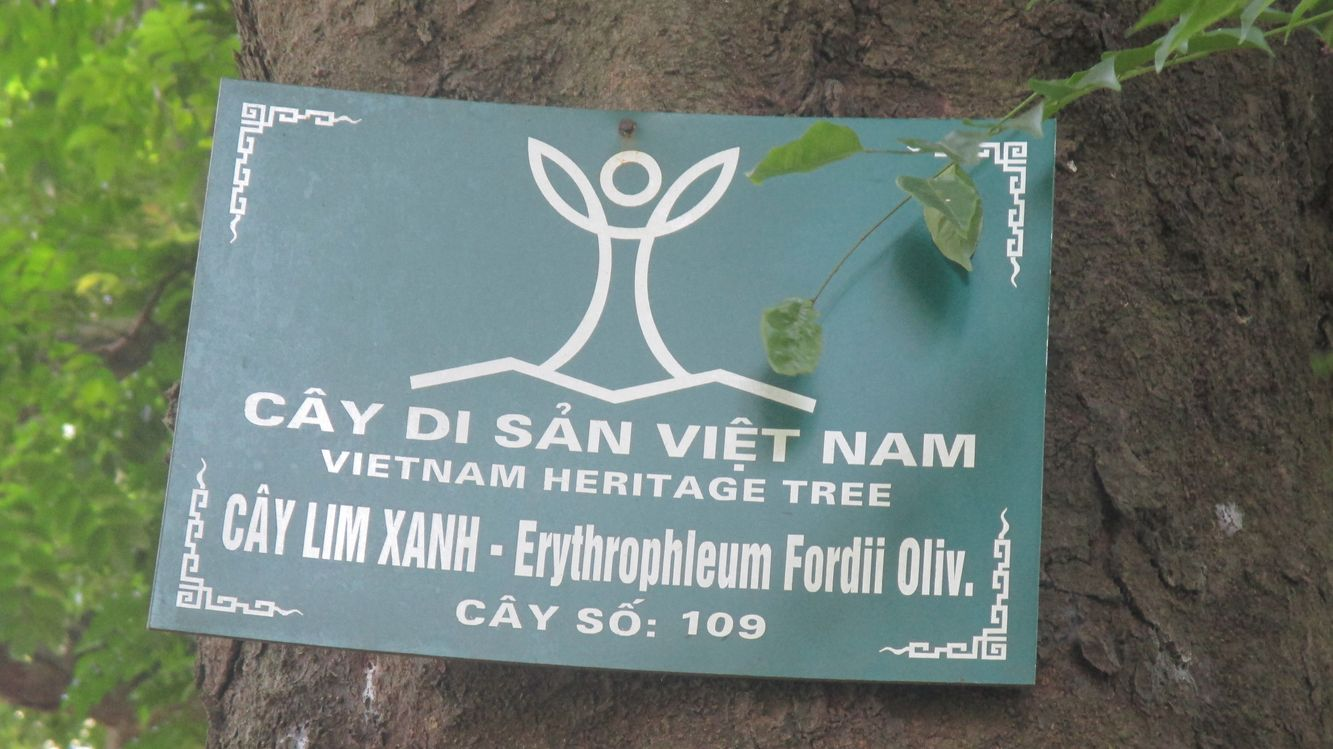 CÂY DI SẢN VIỆT NAM
VIETNAM HERITAGE TREE
CÂY LIM XANH - Erythrophleum Fordii Oliv.
CÂY SỐ: 109